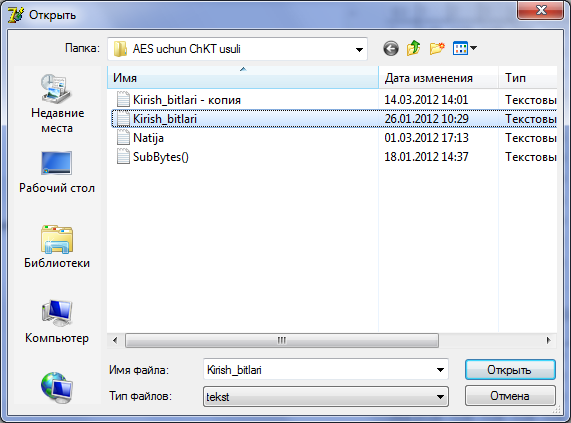 Открыть
Папка: AES uchun ChKT usuli
Имя Дата изменения Тип
Kirish_bitlari - копия 14.03.2012 14:01 Текстовы
Kirish_bitlari 26.01.2012 10:29 Текстовы
Natija 01.03.2012 17:13 Текстовы
SubBytes() 18.01.2012 14:37 Текстовы
Недавние
места
Рабочий стол
Библиотеки
Компьютер
Имя файла: Kirish_bitlari Открыть
Тип файлов: tekst Отмена